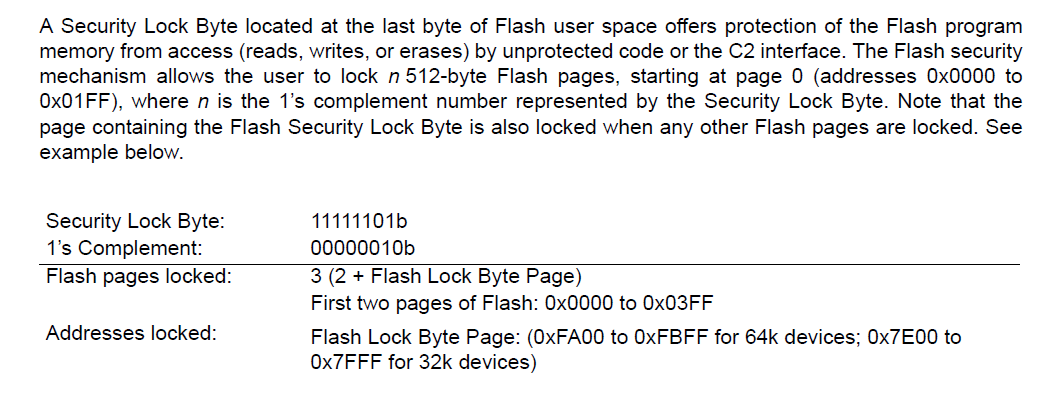 A Security Lock Byte located at the last byte of Flash user space offers protection of the Flash program
memory from access (reads, writes, or erases) by unprotected code or the C2 interface. The Flash security
mechanism allows the user to lock n 512-byte Flash pages, starting at page 0 (addresses 0x0000 to
0x01FF), where n is the 1’s complement number represented by the Security Lock Byte. Note that the
page containing the Flash Security Lock Byte is also locked when any other Flash pages are locked. See
example below.
Security Lock Byte: 11111101b
1’s Complement: 00000010b
Flash pages locked: 3 (2 + Flash Lock Byte Page)
First two pages of Flash: 0x0000 to 0x03FF
Addresses locked: Flash Lock Byte Page: (0xFA00 to 0xFBFF for 64k devices; 0x7E00 to
0x7FFF for 32k devices)